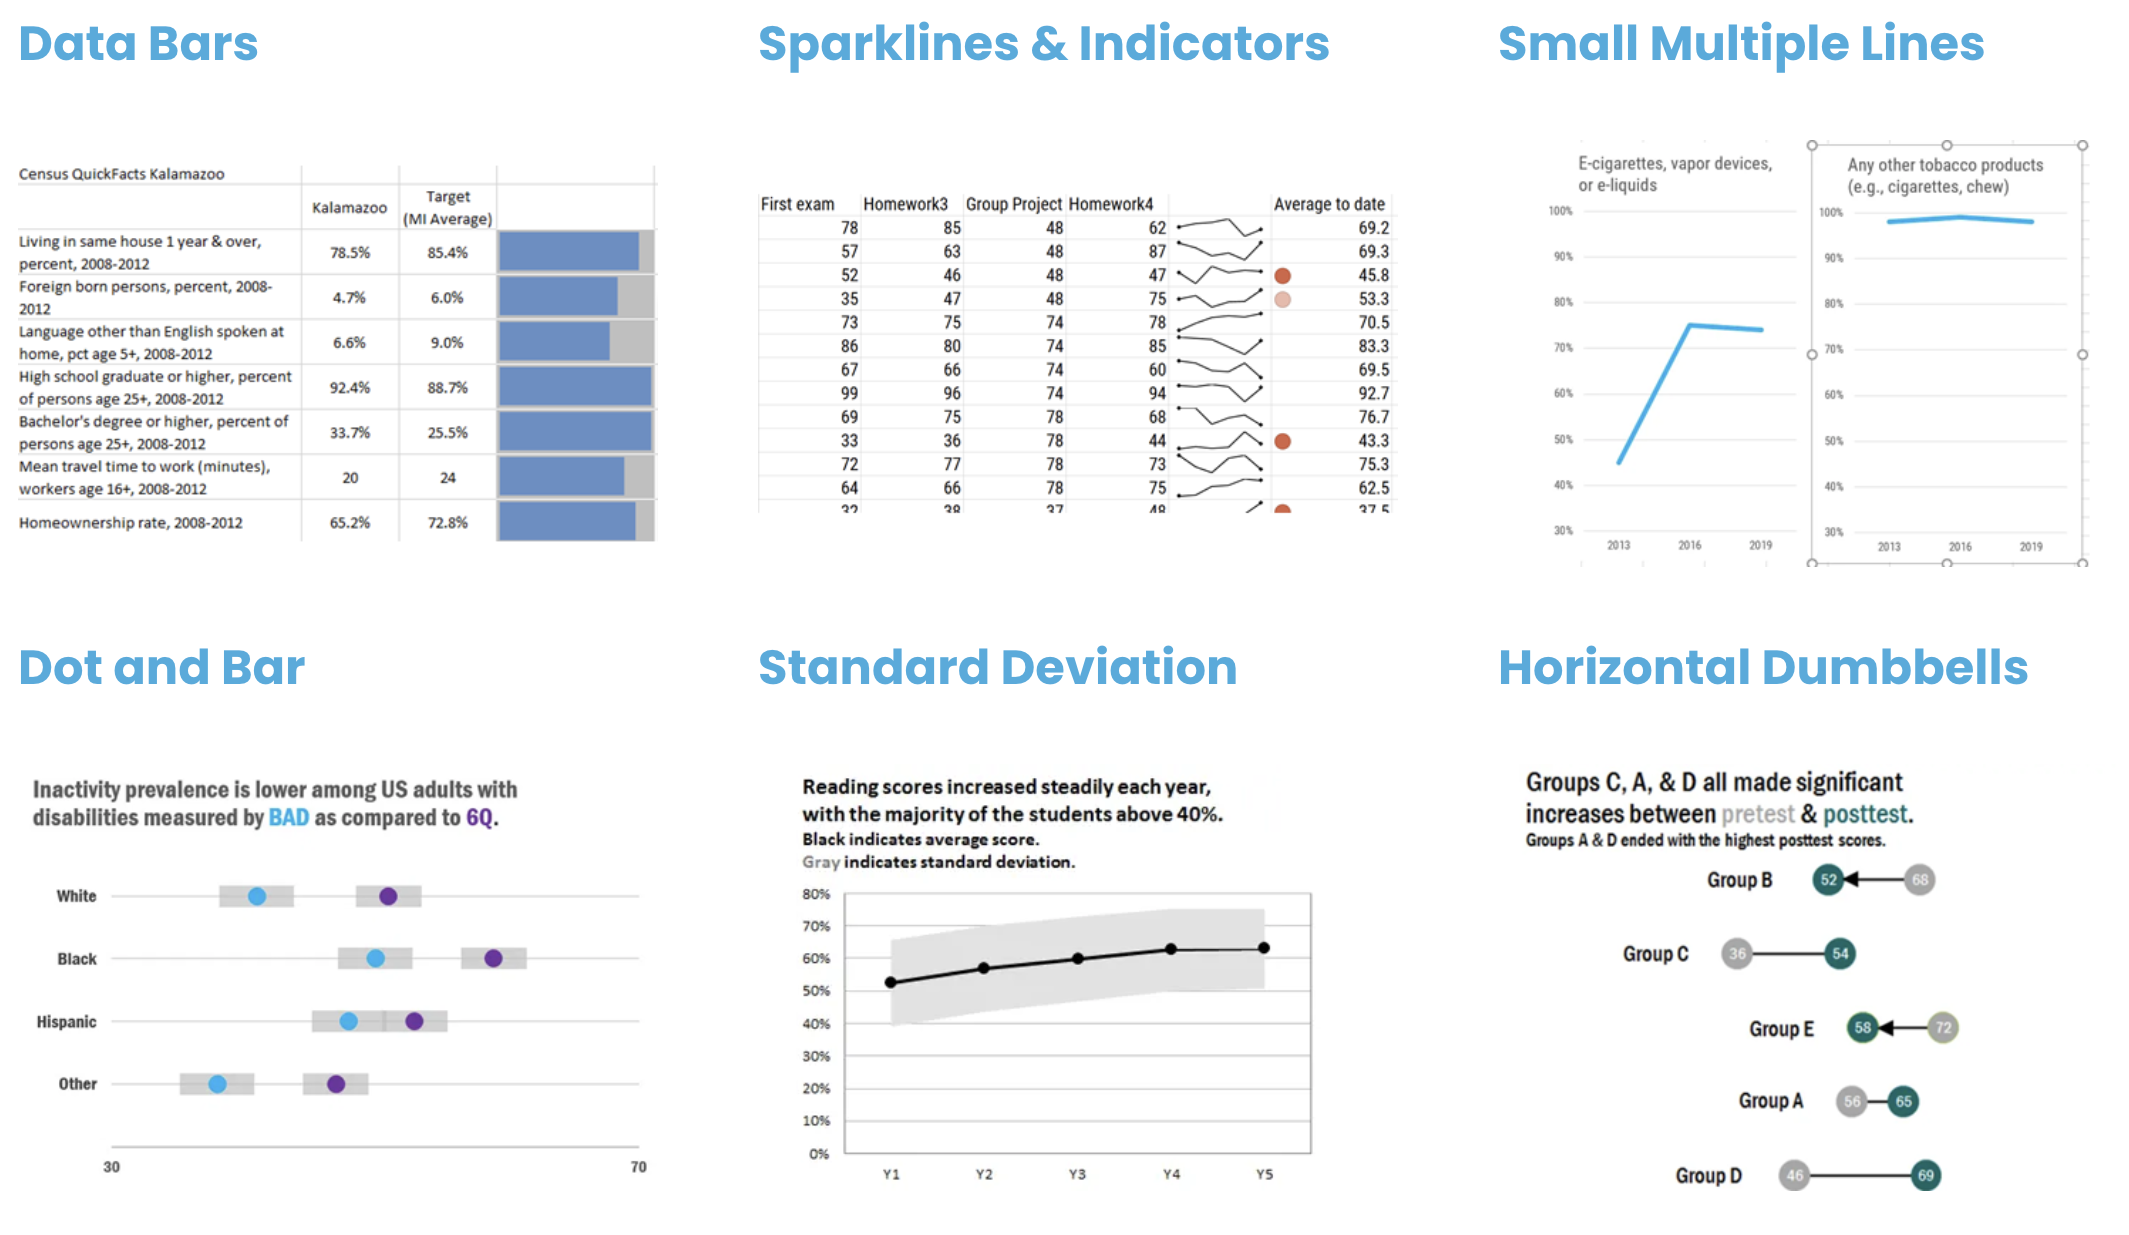 Data Bars
Census QuickFacts Kalamazoo
Kalamazoo
Target
(MI Average)
Living in same house 1 year & over,
percent, 2008-2012
78.5% 85.4%
Foreign born persons, percent, 2008-
2012
4.7% 6.0%
Language other than English spoken at
home, pct age 5+, 2008-2012
6.6% 9.0%
High school graduate or higher, percent
of persons age 25+, 2008-2012
92.4% 88.7%
Bachelor's degree or higher, percent of
persons age 25+, 2008-2012
33.7% 25.5%
Mean travel time to work (minutes),
workers age 16+, 2008-2012
20 24
Homeownership rate, 2008-2012 65.2% 72.8%
Sparklines & Indicators
First exam Homework3 Group Project Homework4 Average to date
78 85 48 62 69.2
57 63 48 87 69.3
52 46 48 47 45.8
35 47 48 75 53.3
73 75 74 78 70.5
86 80 74 85 83.3
67 66 74 60 69.5
99 96 74 94 92.7
69 75 78 68 76.7
33 36 78 44 43.3
72 77 78 73 75.3
64 66 78 75 62.5
32 38 37 48 37.5
Small Multiple Lines
E-cigarettes, vapor devices,
or e-liquids
100%
90%
80%
70%
60%
50%
40%
30%
2013 2016 2019
Any other tobacco products
(e.g., cigarettes, chew)
100%
90%
80%
70%
60%
50%
40%
30%
2013 2016 2019
Dot and Bar
Inactivity prevalence is lower among US adults with
disabilities measured by BAD as compared to 6Q.
White
Black
Hispanic
Other
30 70
Standard Deviation
Reading scores increased steadily each year,
with the majority of the students above 40%.
Black indicates average score.
Gray indicates standard deviation.
80%
70%
60%
50%
40%
30%
20%
10%
0%
Y1 Y2 Y3 Y4 Y5
Horizontal Dumbbells
Groups C, A, & D all made significant
increases between pretest & posttest.
Groups A & D ended with the highest posttest scores.
Group B 52 68
Group C 36 54
Group E 58 72
Group A 56 65
Group D 46 69